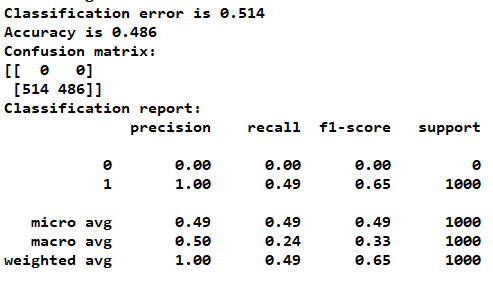 Classification error is 0.514
Accuracy is 0.486
Confusion matrix:
[[  0   0]
 [514 486]]
Classification report:
              precision    recall  f1-score   support

           0       0.00      0.00      0.00         0
           1       1.00      0.49      0.65      1000

   micro avg       0.49      0.49      0.49      1000
   macro avg       0.50      0.24      0.33      1000
weighted avg       1.00      0.49      0.65      1000